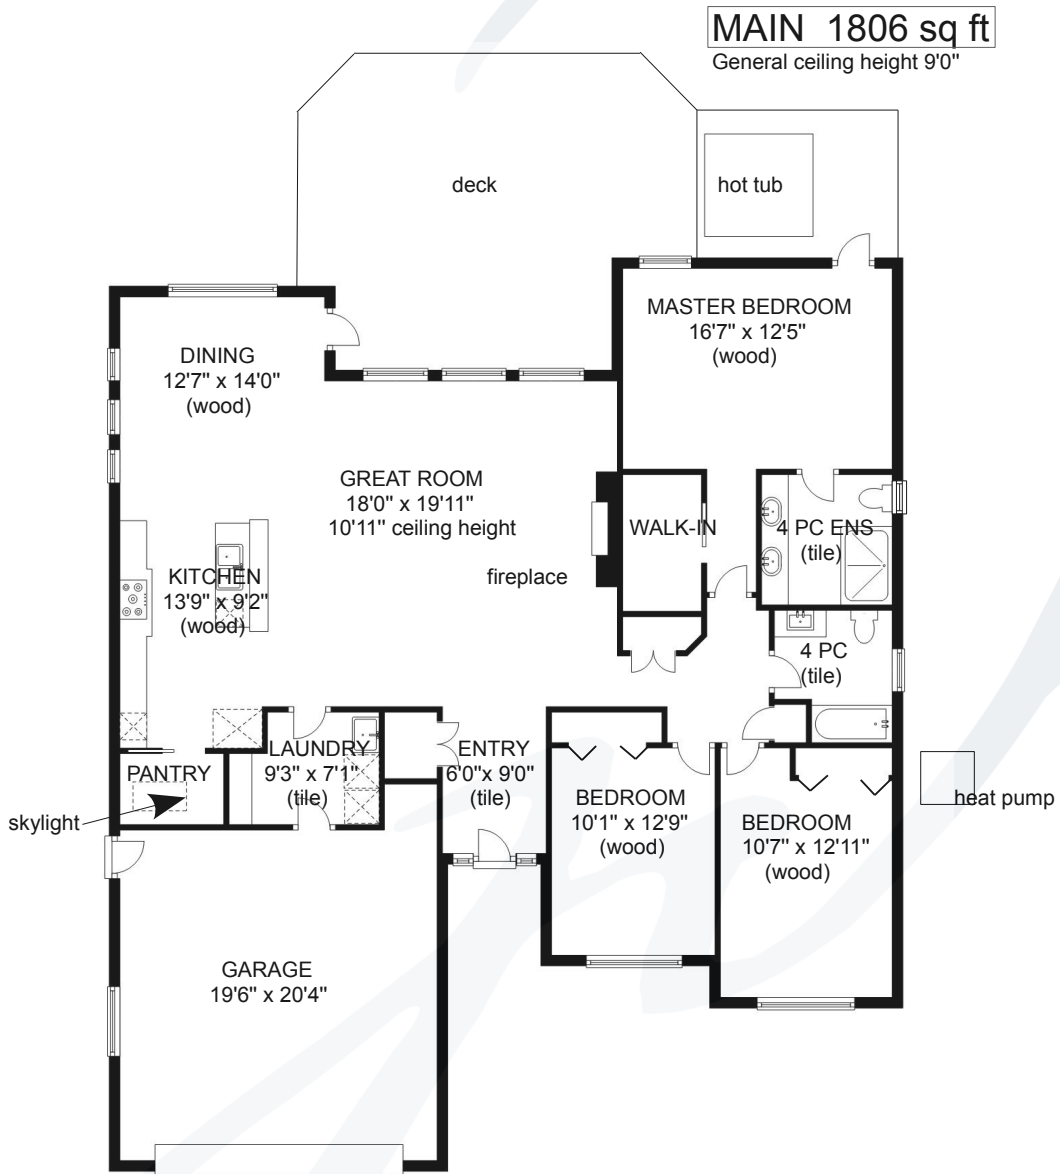 MAIN 1806 sq ft
General ceiling height 9'0"
deck
hot tub
MASTER BEDROOM
16'7" x 12'5"
(wood)
DINING
12'7" x 14'0"
(wood)
GREAT ROOM
18'0" x 19'11"
10'11" ceiling height
fireplace
WALK-IN
4 PC ENS
(tile)
KITCHEN
13'9" x 9'2"
(wood)
4 PC
(tile)
LAUNDRY
9'3" x 7'1"
(tile)
ENTRY
6'0"x 9'0"
(tile)
PANTRY
skylight
BEDROOM
10'1" x 12'9"
(wood)
BEDROOM
10'7" x 12'11"
(wood)
heat pump
GARAGE
19'6" x 20'4"